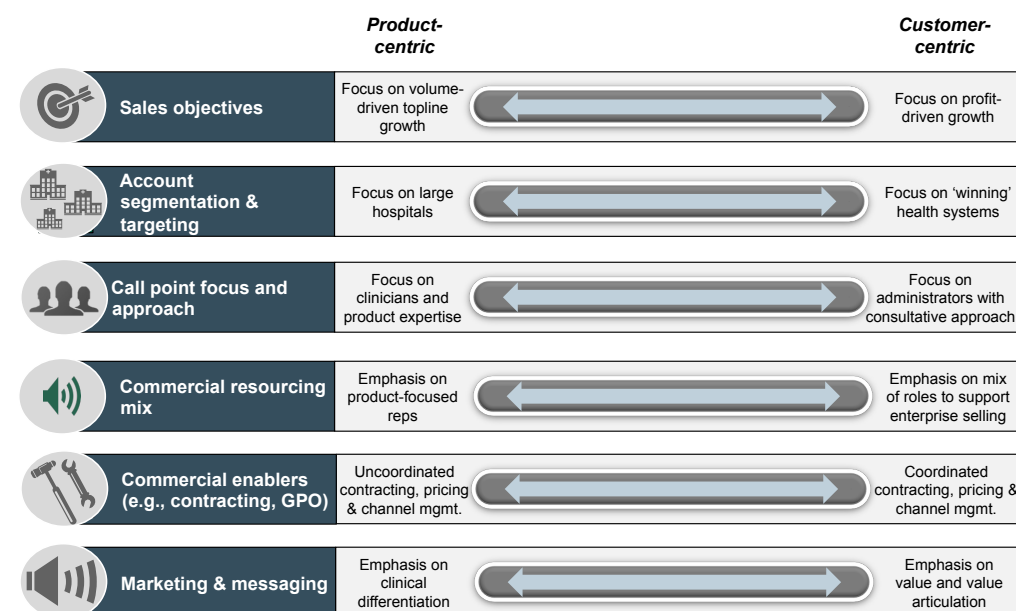 Product-
centric
Customer-
centric
Sales objectives
Focus on volume-
driven topline
growth
Focus on profit-
driven growth
Account
segmentation &
targeting
Focus on large
hospitals
Focus on ‘winning’
health systems
Call point focus and
approach
Focus on
clinicians and
product expertise
Focus on
administrators with
consultative approach
Commercial resourcing
mix
Emphasis on
product-focused
reps
Emphasis on mix
of roles to support
enterprise selling
Commercial enablers
(e.g., contracting, GPO)
Uncoordinated
contracting, pricing
& channel mgmt.
Coordinated
contracting, pricing &
channel mgmt.
Marketing & messaging
Emphasis on
clinical
differentiation
Emphasis on
value and value
articulation